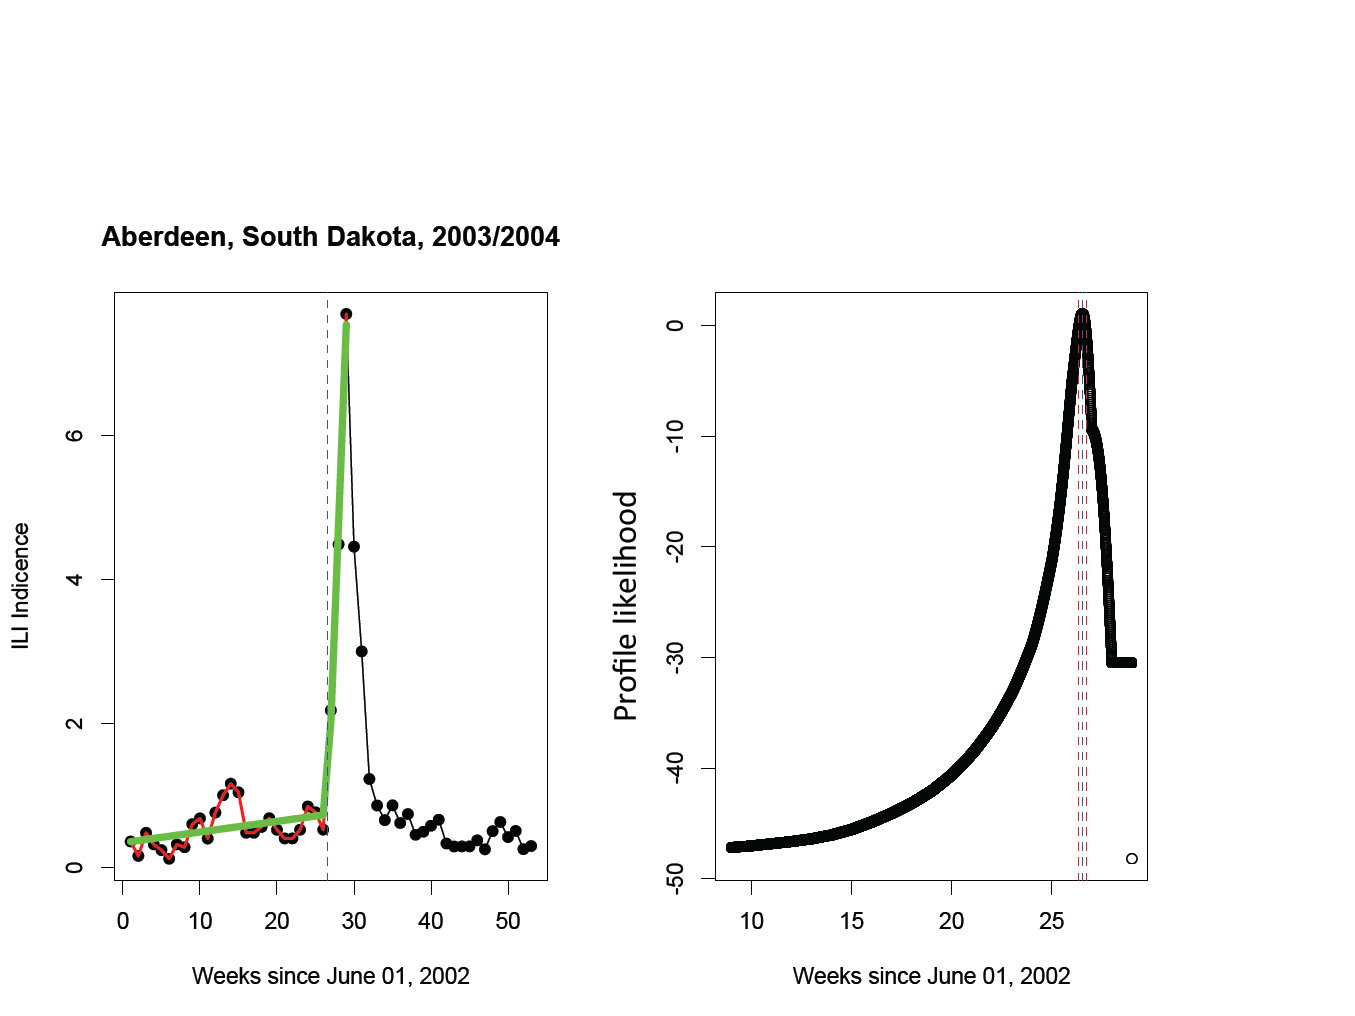 Aberdeen, South Dakota, 2003/2004
ILI Indicence
0
2
4
6
0 10 20 30 40 50
Weeks since June 01, 2002
Profile likelihood
0
-10
-20
-30
-40
-50
10 15 20 25
Weeks since June 01, 2002